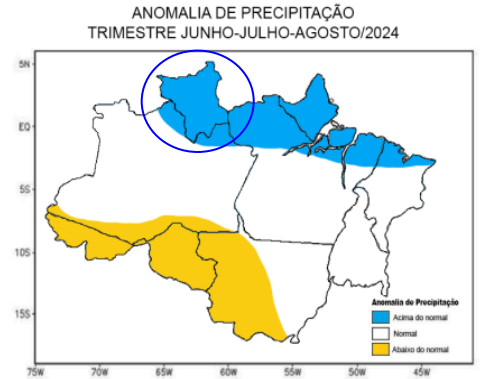 ANOMALIA DE PRECIPITAÇÃO
TRIMESTRE JUNHO-JULHO-AGOSTO/2024
5N
EQ
5S
10S
15S
Anomalia de Precipitação
Acima do normal
Normal
Abaixo do normal
75W 70W 65W 60W 55W 50W 45W